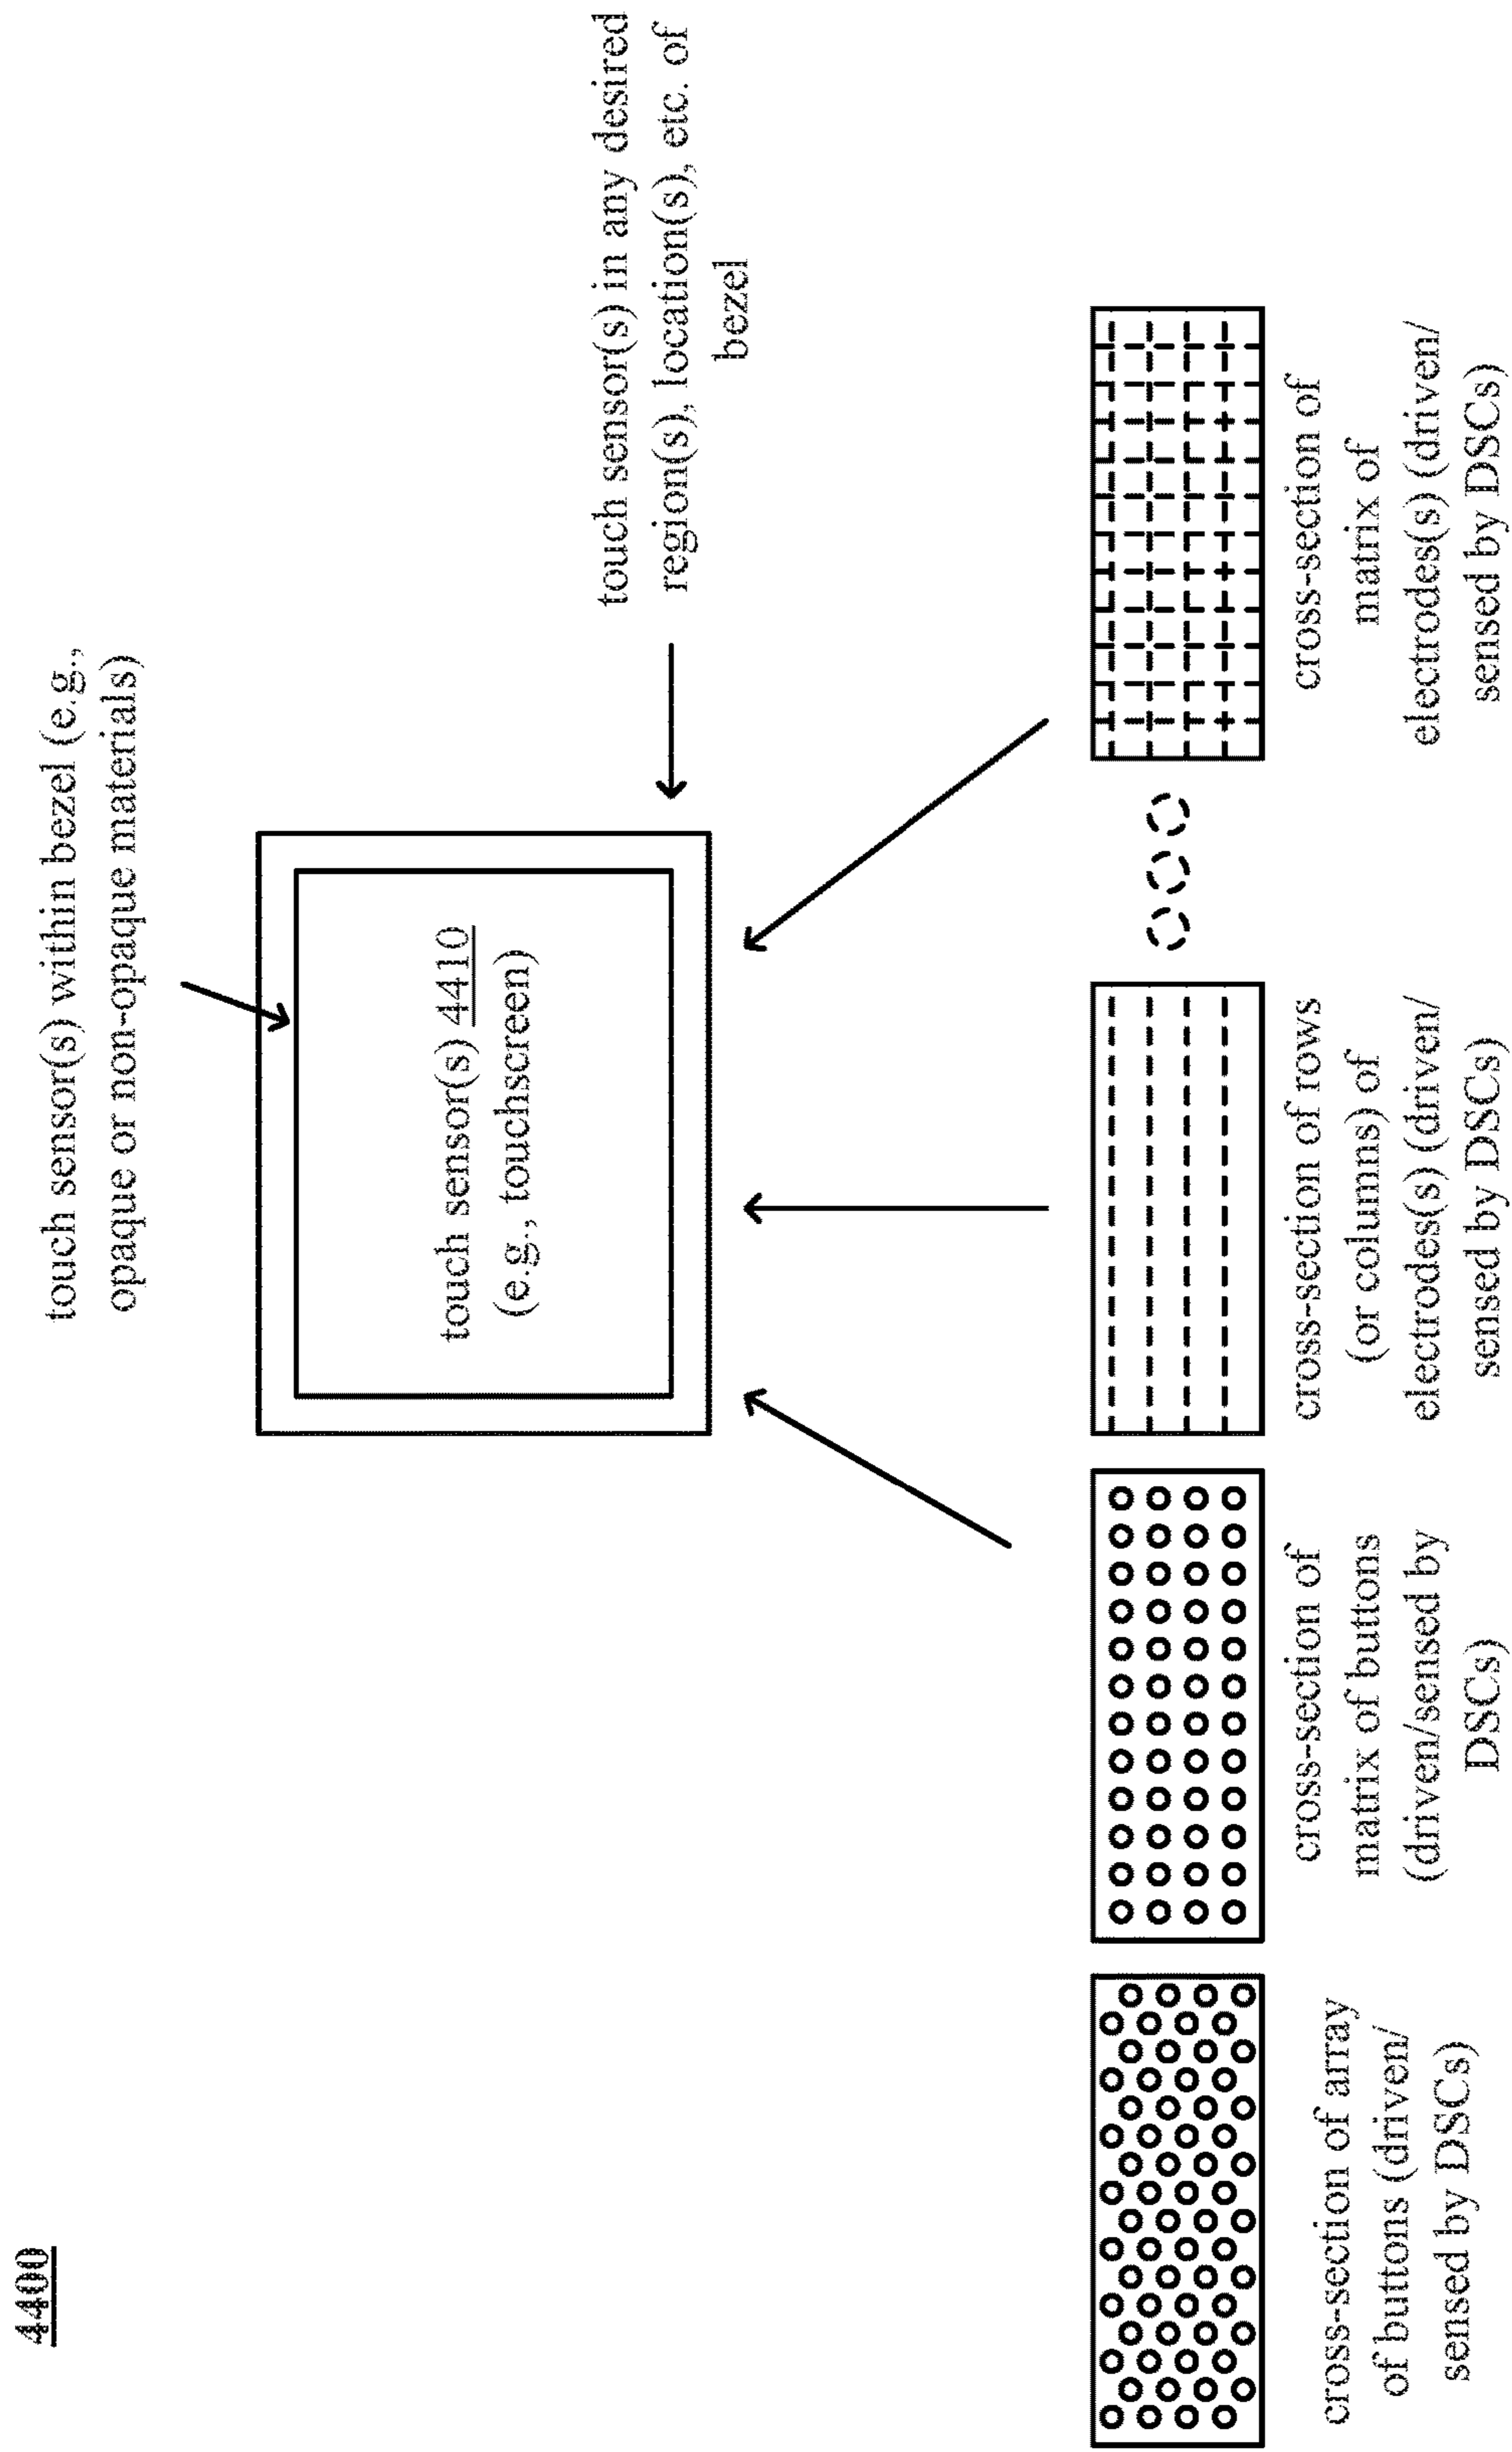 4400
touch sensor(s) within bezel (e.g.,
opaque or non-opaque materials)
touch sensor(s) 4410
(e.g., touchscreen)
touch sensor(s) in any desired
region(s), location(s), etc. of
bezel
cross-section of array
of buttons (driven/
sensed by DSCs)
cross-section of
matrix of buttons
(driven/sensed by
DSCs)
cross-section of rows
(or columns) of
electrodes(s) (driven/
sensed by DSCs)
cross-section of
matrix of
electrodes(s) (driven/
sensed by DSCs)